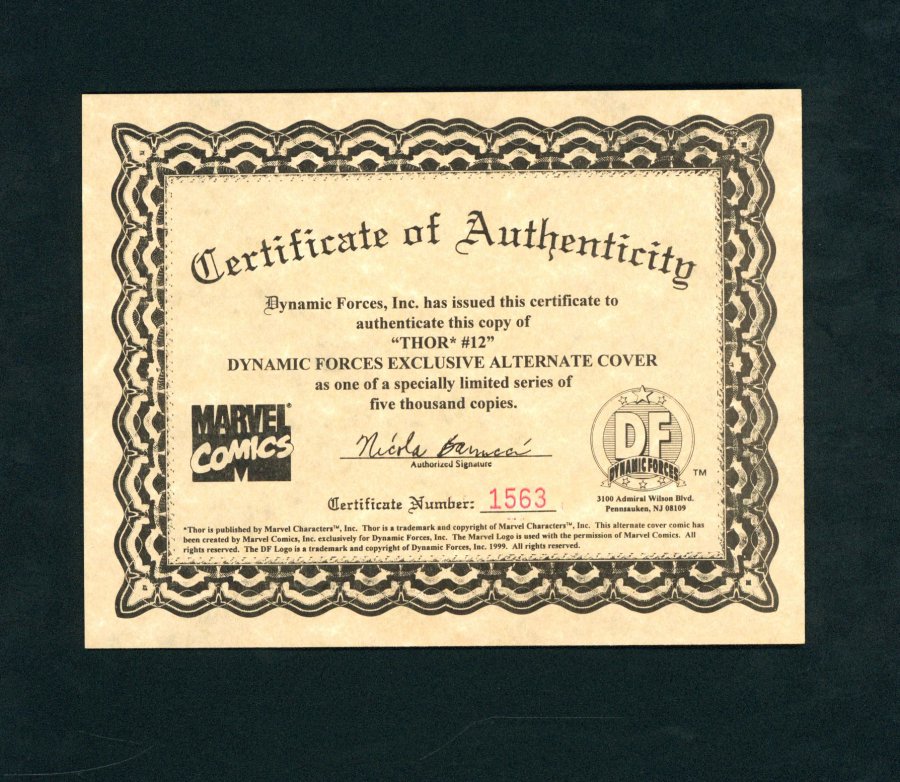 Certificate of Authenticity
Dynamic Forces, Inc. has issued this certificate to
authenticate this copy of
“THOR* #12”
DYNAMIC FORCES EXCLUSIVE ALTERNATE COVER
as one of a specially limited series of
five thousand copies.
MARVEL®
COMICS
Nicola Barrucci
Authorized Signature
DF
DYNAMIC FORCES
TM
3100 Admiral Wilson Blvd.
Pennsauken, NJ 08109
Certificate Number: 1563
*Thor is published by Marvel Characters™, Inc. Thor is a trademark and copyright of Marvel Characters™, Inc. This alternate cover comic has
been created by Marvel Comics, Inc. exclusively for Dynamic Forces, Inc. The Marvel Logo is used with the permission of Marvel Comics. All
rights reserved. The DF Logo is a trademark and copyright of Dynamic Forces, Inc. 1999. All rights reserved.